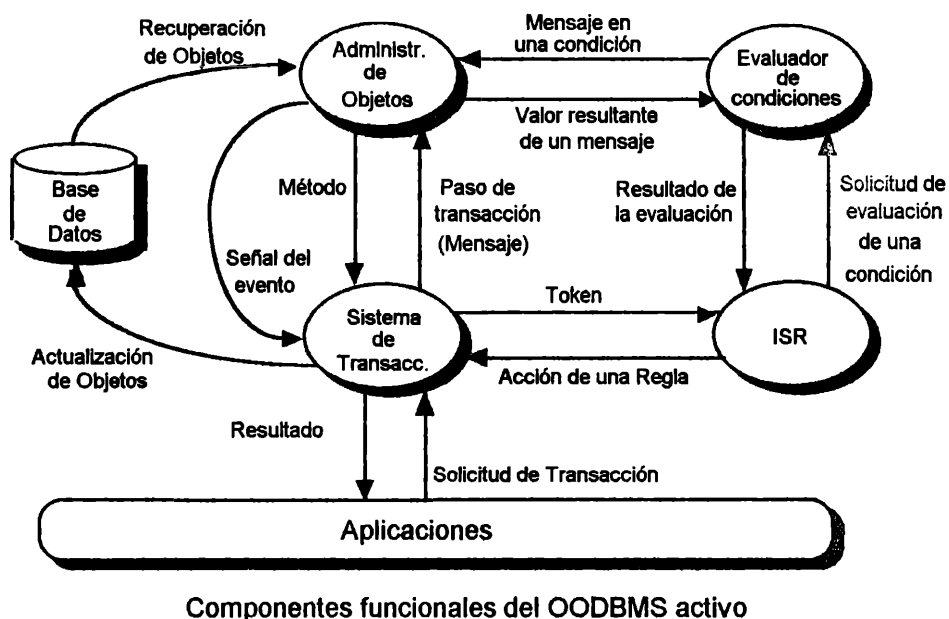 Recuperación
de Objetos
Administr.
de
Objetos
Mensaje en
una condición
Evaluador
de
condiciones
Valor resultante
de un mensaje
Base
de
Datos
Método
Paso de
transacción
(Mensaje)
Resultado de
la evaluación
Solicitud de
evaluación
de una
condición
Señal del
evento
Sistema
de
Transacc.
Token
ISR
Acción de una Regla
Actualización
de Objetos
Resultado
Solicitud de Transacción
Aplicaciones
Componentes funcionales del OODBMS activo